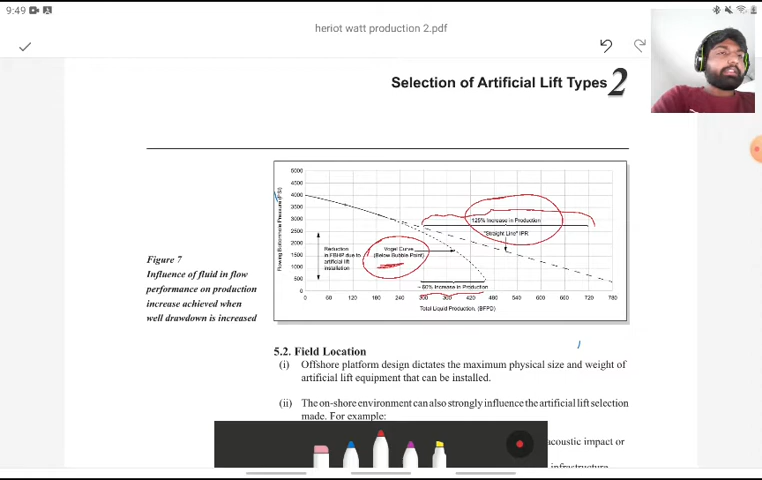 9:49
heriot watt production 2.pdf
Selection of Artificial Lift Types 2
5000
4500
4000
3500
3000
2500
2000
1500
1000
500
0
Flowing Bottomhole Pressure (PSI)
125% Increase in Production
"Straight Line" IPR
Reduction
in FBHP due to
artificial lift
installation
Vogel Curve
(Below Bubble Point)
~ 60% Increase in Production
0 60 120 180 240 300 360 420 480 540 600 660 720 780
Total Liquid Production, (BFPD)
Figure 7
Influence of fluid in flow
performance on production
increase achieved when
well drawdown is increased
5.2. Field Location
(i) Offshore platform design dictates the maximum physical size and weight of
artificial lift equipment that can be installed.
(ii) The on-shore environment can also strongly influence the artificial lift selection
made. For example:
acoustic impact or
infrastructure